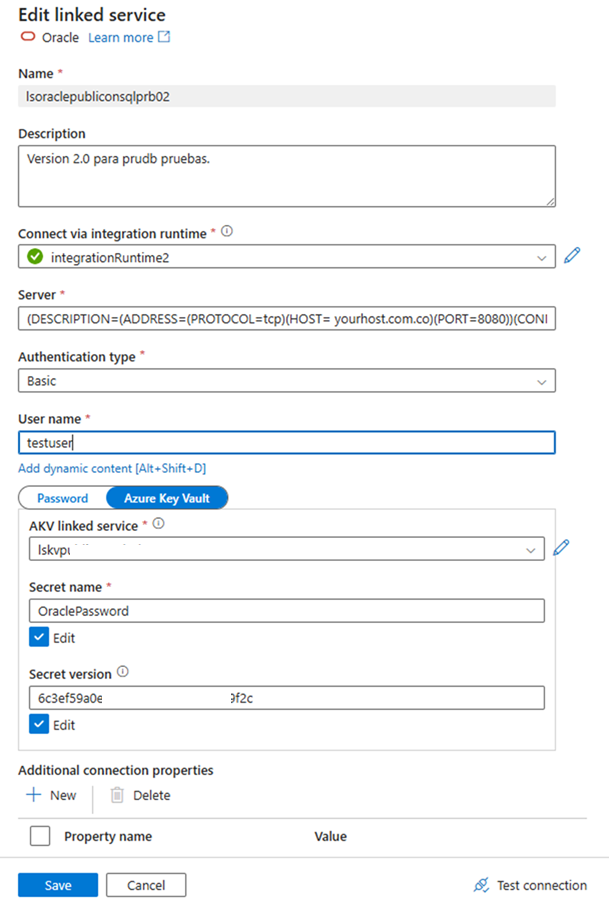 Edit linked service
Oracle Learn more
Name *
lsoraclepubliconsqlprb02
Description
Version 2.0 para prudb pruebas.
Connect via integration runtime *
integrationRuntime2
Server *
(DESCRIPTION=(ADDRESS=(PROTOCOL=tcp)(HOST= yourhost.com.co)(PORT=8080))(CONI
Authentication type *
Basic
User name *
testuser
Add dynamic content [Alt+Shift+D]
Password Azure Key Vault
AKV linked service *
Secret name *
OraclePassword
Edit
Secret version
6c3ef59a0e 9f2c
Edit
Additional connection properties
New Delete
Property name Value
Save Cancel Test connection